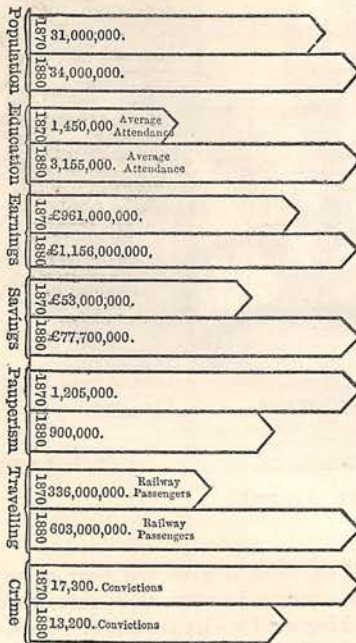 Population
1870
31,000,000.
1880
34,000,000.
Education
1870
1,450,000 Average Attendance
1880
3,155,000. Average Attendance
Earnings
1870
£961,000,000.
1880
£1,156,000,000.
Savings
1870
£53,000,000.
1880
£77,700,000.
Pauperism
1870
1,205,000.
1880
900,000.
Travelling
1870
336,000,000. Railway Passengers
1880
603,000,000. Railway Passengers
Crime
1870
17,300. Convictions
1880
13,200. Convictions